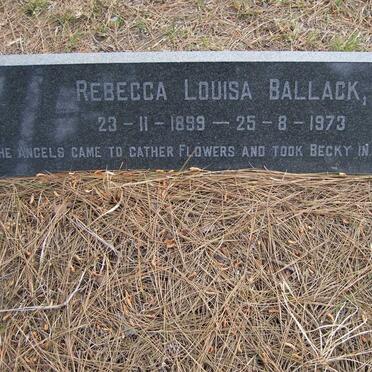 REBECCA LOUISA BALLACK,
23-11-1899 — 25-8-1973
HE ANGELS CAME TO GATHER FLOWERS AND TOOK BECKY IN